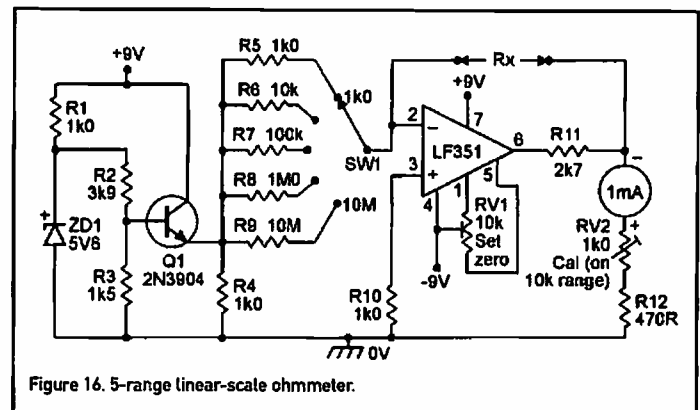 +9V
R1
1k0
R2
3k9
ZD1
5V6
R3
1k5
Q1
2N3904
R5 1k0
R6 10k
R7 100k
R8 1M0
R9 10M
R4
1k0
1k0
SW1
10M
Rx
+9V
2
7
3
LF351
6
4
1
5
RV1
10k
Set
zero
-9V
R10
1k0
0V
R11
2k7
1mA
RV2
1k0
Cal (on
10k range)
R12
470R
Figure 16. 5-range linear-scale ohmmeter.